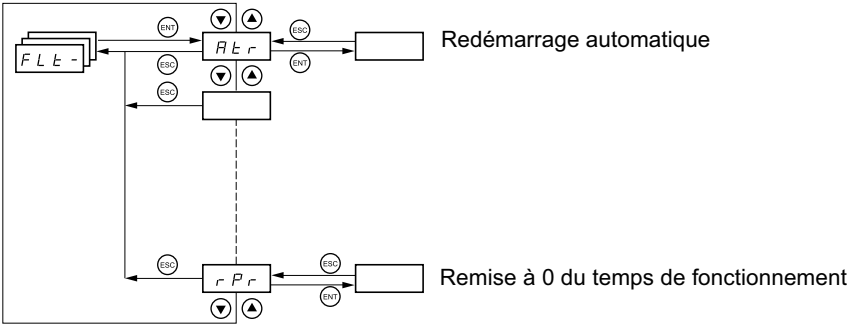 ENT
ESC
FLt-
Atr
Redémarrage automatique
ESC
ENT
ESC
ESC
rPr
ESC
ENT
Remise à 0 du temps de fonctionnement